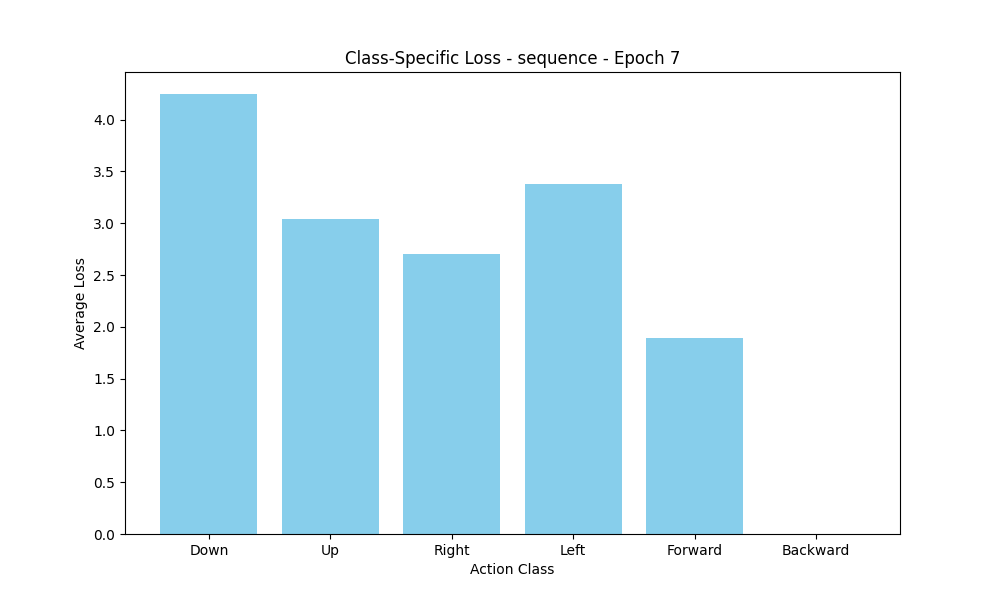 Class-Specific Loss - sequence - Epoch 7
Average Loss
4.0
3.5
3.0
2.5
2.0
1.5
1.0
0.5
0.0
Down Up Right Left Forward Backward
Action Class